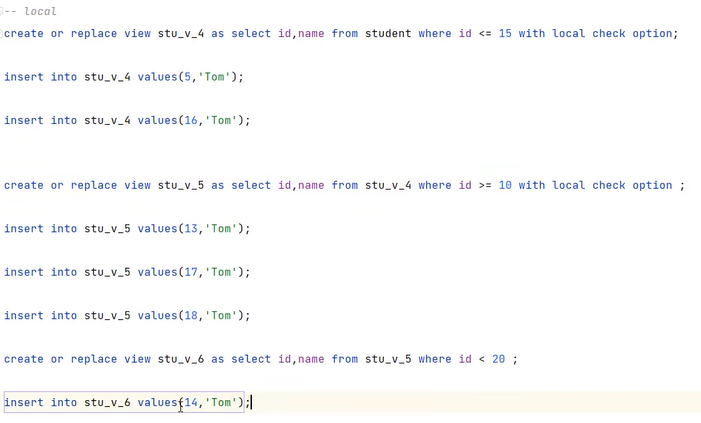 -- local
create or replace view stu_v_4 as select id,name from student where id <= 15 with local check option;
insert into stu_v_4 values(5,'Tom');
insert into stu_v_4 values(16,'Tom');
create or replace view stu_v_5 as select id,name from stu_v_4 where id >= 10 with local check option ;
insert into stu_v_5 values(13,'Tom');
insert into stu_v_5 values(17,'Tom');
insert into stu_v_5 values(18,'Tom');
create or replace view stu_v_6 as select id,name from stu_v_5 where id < 20 ;
insert into stu_v_6 values(14,'Tom');